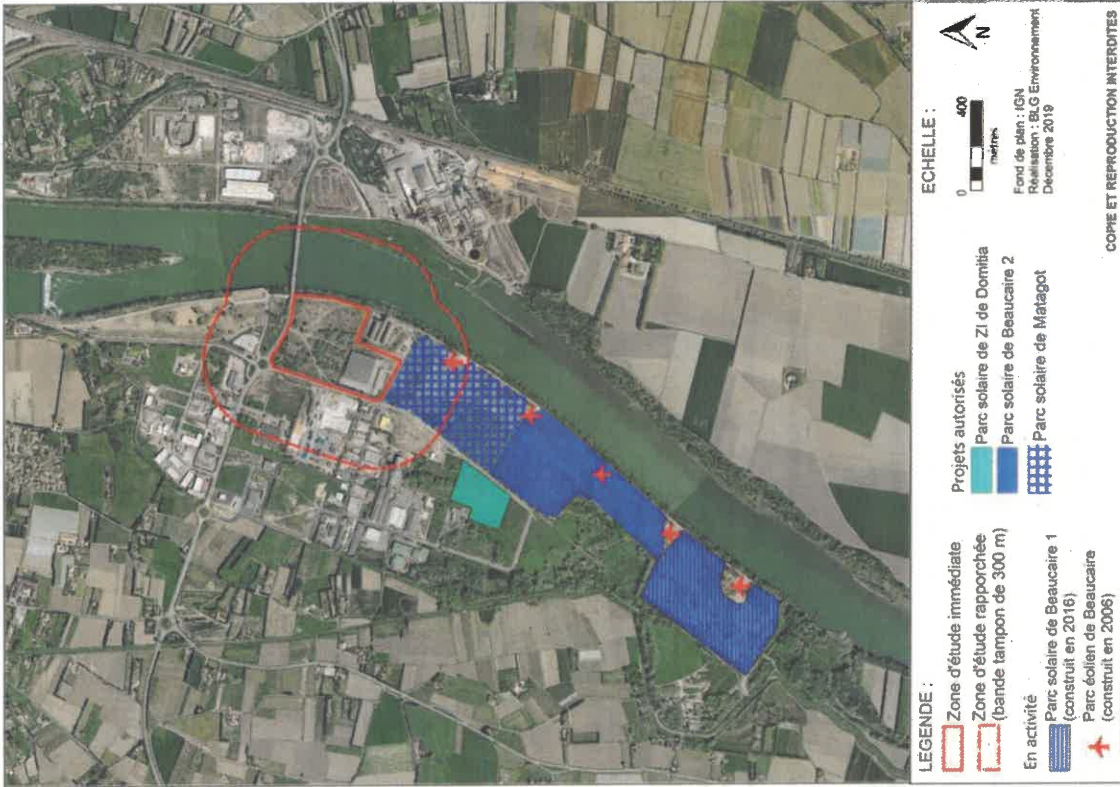 LÉGENDE :
Zone d'étude immédiate
Zone d'étude rapporchée
(bande tampon de 300 m)
En activité
Parc solaire de Beaucaire 1
(construit en 2016)
Parc éolien de Beaucaire
(construit en 2006)
Projets autorisés
Parc solaire de ZI de Domitia
Parc solaire de Beaucaire 2
Parc solaire de Matagot
ECHELLE :
0 400
mètres
N
Fond de plan : IGN
Réalisation : BLG Environnement
Décembre 2019
COPIE ET REPRODUCTION INTERDITES